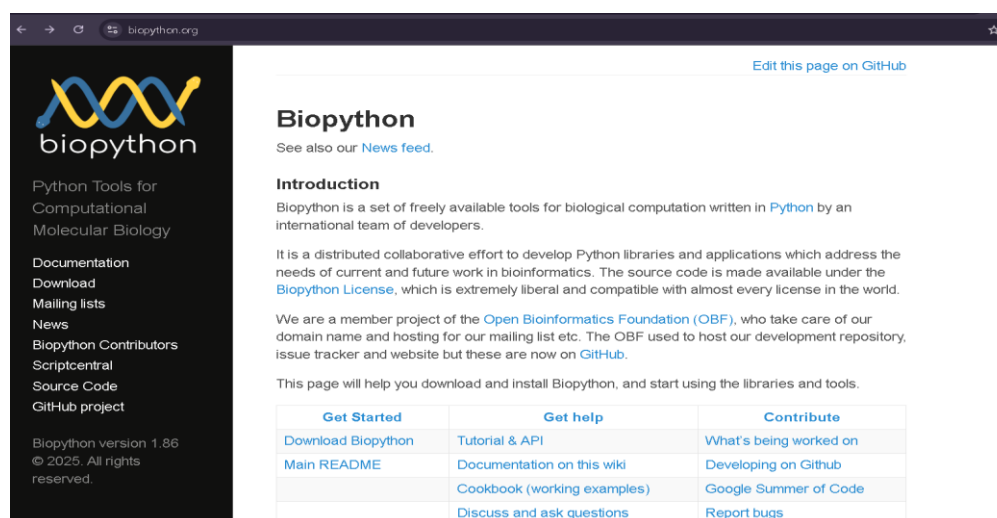 biopython.org
biopython
Python Tools for
Computational
Molecular Biology
Documentation
Download
Mailing lists
News
Biopython Contributors
Scriptcentral
Source Code
GitHub project
Biopython version 1.86
© 2025. All rights
reserved.
Edit this page on GitHub
Biopython
See also our News feed.
Introduction
Biopython is a set of freely available tools for biological computation written in Python by an
international team of developers.
It is a distributed collaborative effort to develop Python libraries and applications which address the
needs of current and future work in bioinformatics. The source code is made available under the
Biopython License, which is extremely liberal and compatible with almost every license in the world.
We are a member project of the Open Bioinformatics Foundation (OBF), who take care of our
domain name and hosting for our mailing list etc. The OBF used to host our development repository,
issue tracker and website but these are now on GitHub.
This page will help you download and install Biopython, and start using the libraries and tools.
Get Started Get help Contribute
Download Biopython Tutorial & API What's being worked on
Main README Documentation on this wiki Developing on Github
Cookbook (working examples) Google Summer of Code
Discuss and ask questions Report bugs